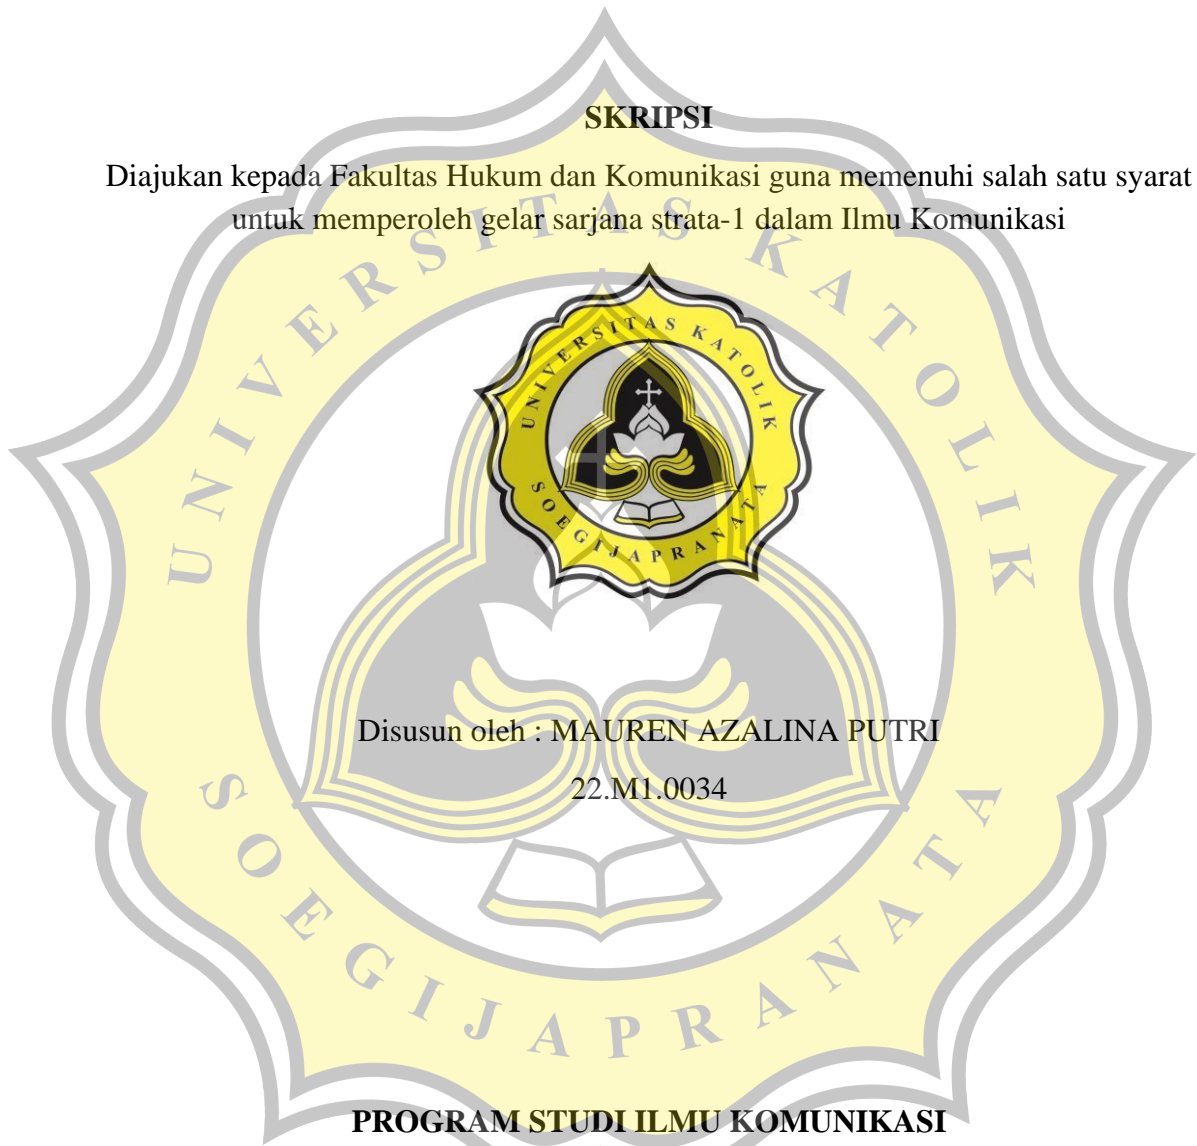 SKRIPSI
Diajukan kepada Fakultas Hukum dan Komunikasi guna memenuhi salah satu syarat
untuk memperoleh gelar sarjana strata-1 dalam Ilmu Komunikasi
UNIVERSITAS KATOLIK
SOEGIJAPRANATA
UNIVERSITAS KATOLIK
SOEGIJAPRANATA
Disusun oleh : MAUREN AZALINA PUTRI
22.M1.0034
PROGRAM STUDI ILMU KOMUNIKASI